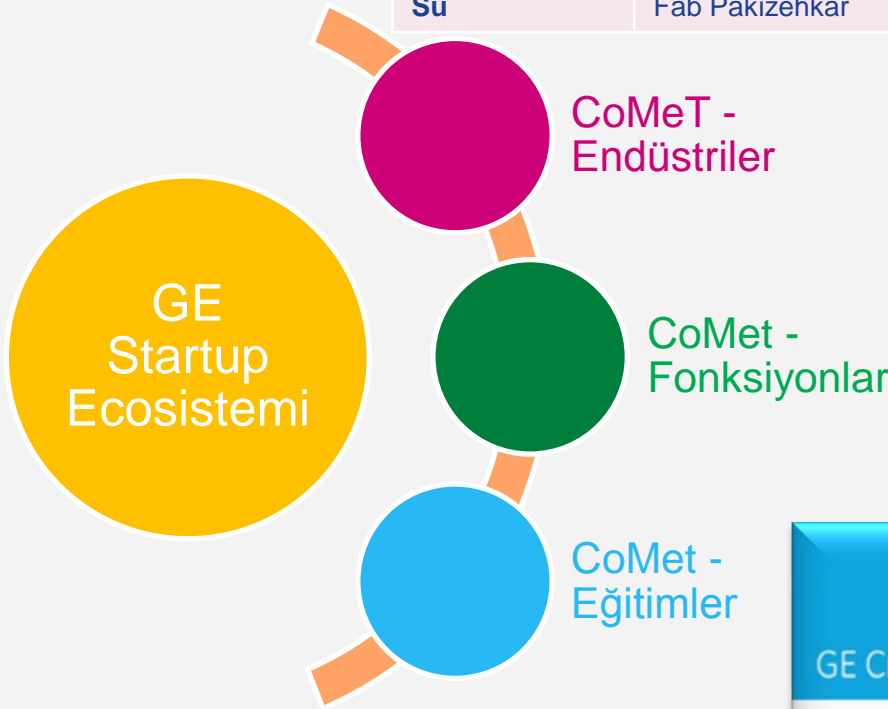 Su Fab Pakizehkar
CoMeT -
Endüstriler
GE
Startup
Ecosistemi
CoMet -
Fonksiyonlar
CoMet -
Eğitimler
GE